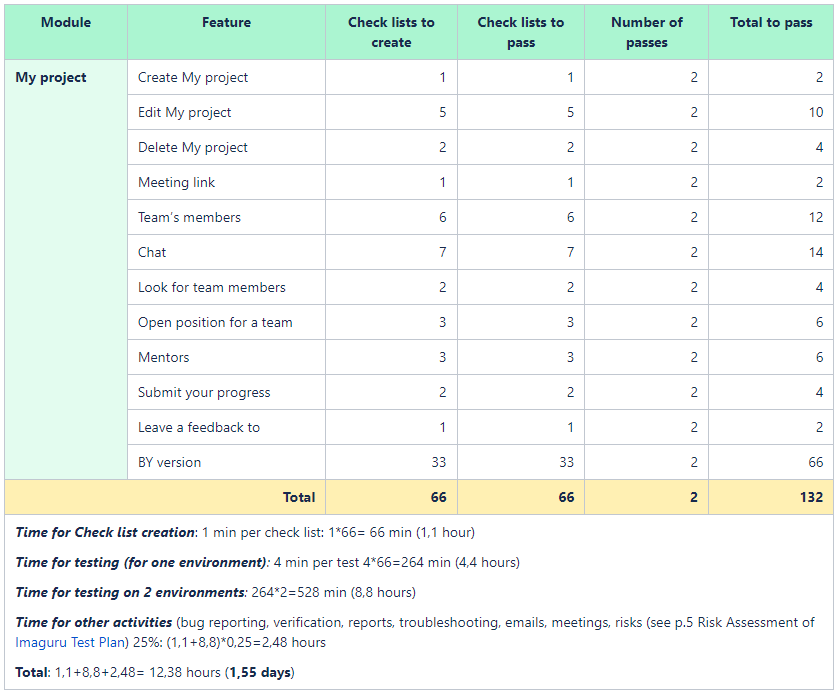 Module Feature Check lists to create Check lists to pass Number of passes Total to pass
My project Create My project 1 1 2 2
Edit My project 5 5 2 10
Delete My project 2 2 2 4
Meeting link 1 1 2 2
Team's members 6 6 2 12
Chat 7 7 2 14
Look for team members 2 2 2 4
Open position for a team 3 3 2 6
Mentors 3 3 2 6
Submit your progress 2 2 2 4
Leave a feedback to 1 1 2 2
BY version 33 33 2 66
Total 66 66 2 132
Time for Check list creation: 1 min per check list: 1*66= 66 min (1,1 hour)
Time for testing (for one environment): 4 min per test 4*66=264 min (4,4 hours)
Time for testing on 2 environments: 264*2=528 min (8,8 hours)
Time for other activities (bug reporting, verification, reports, troubleshooting, emails, meetings, risks (see p.5 Risk Assessment of
Imaguru Test Plan) 25%: (1,1+8,8)*0,25=2,48 hours
Total: 1,1+8,8+2,48= 12,38 hours (1,55 days)